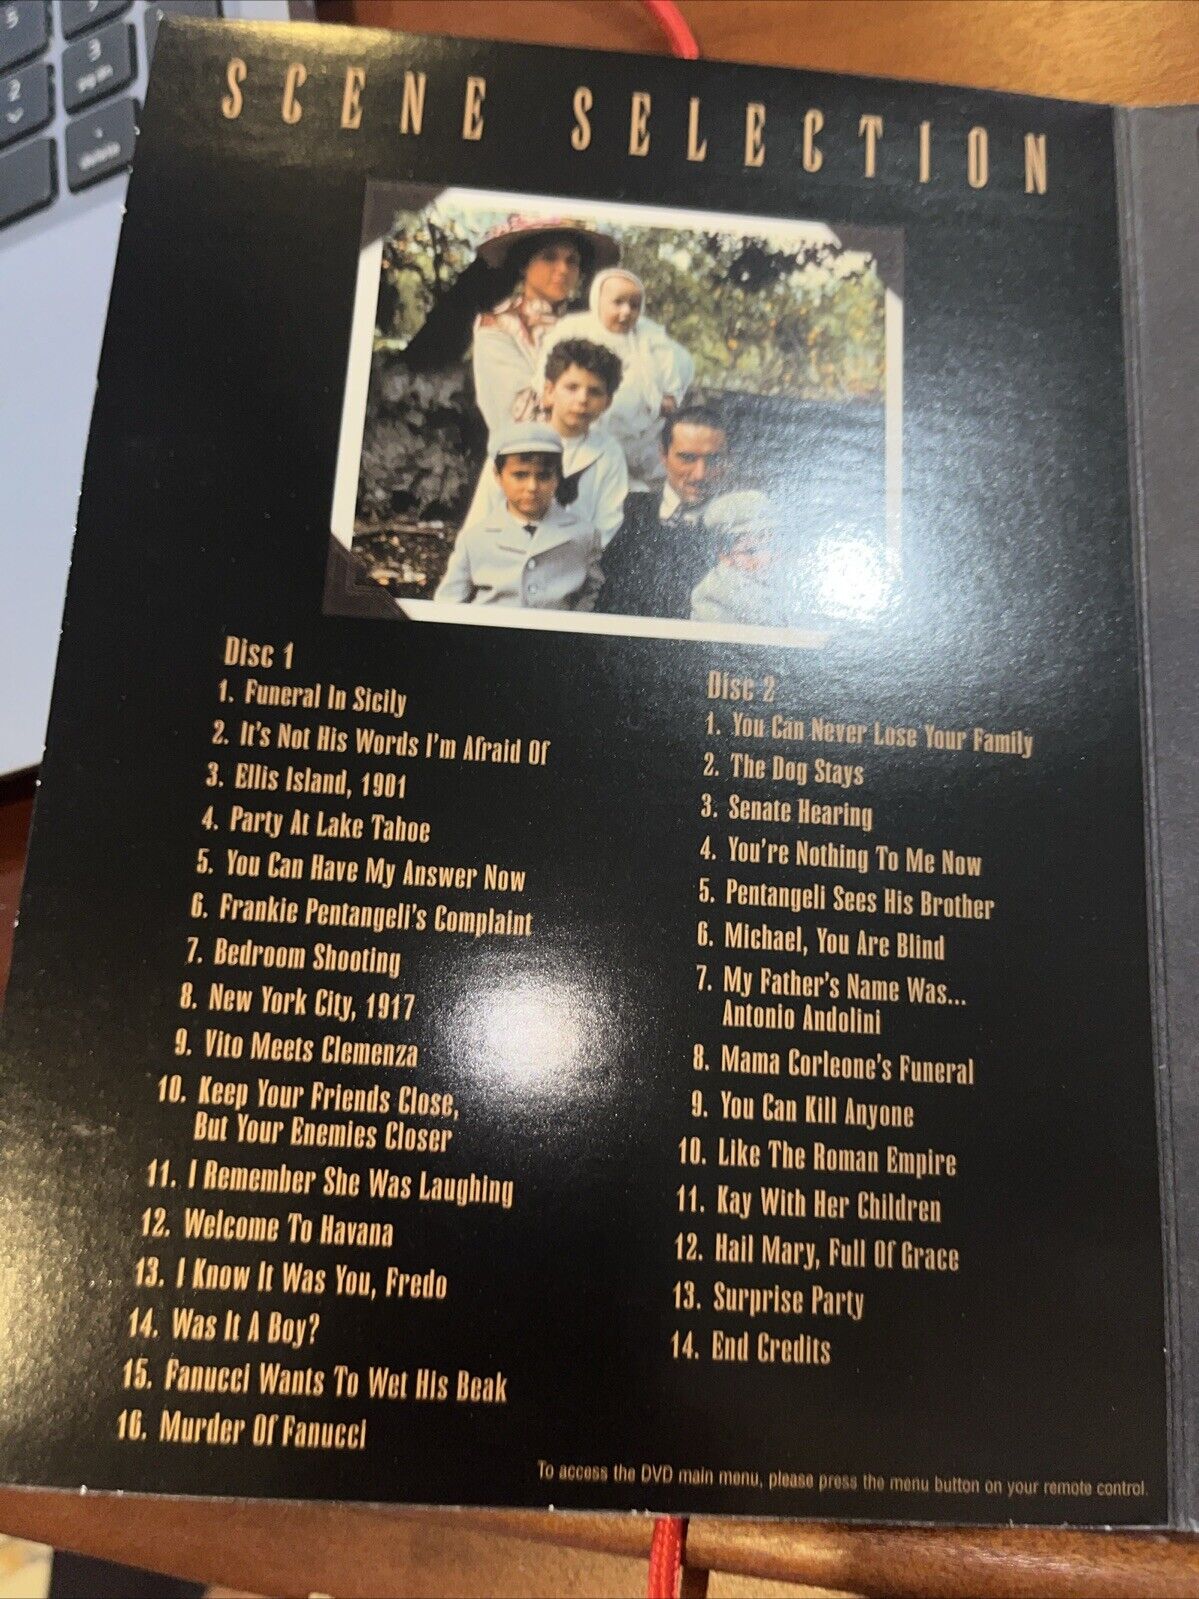 SCENE SELECTION
Disc 1
1. Funeral In Sicily
2. It's Not His Words I'm Afraid Of
3. Ellis Island, 1901
4. Party At Lake Tahoe
5. You Can Have My Answer Now
6. Frankie Pentangeli's Complaint
7. Bedroom Shooting
8. New York City, 1917
9. Vito Meets Clemenza
10. Keep Your Friends Close,
But Your Enemies Closer
11. I Remember She Was Laughing
12. Welcome To Havana
13. I Know It Was You, Fredo
14. Was It A Boy?
15. Fanucci Wants To Wet His Beak
16. Murder Of Fanucci
Disc 2
1. You Can Never Lose Your Family
2. The Dog Stays
3. Senate Hearing
4. You're Nothing To Me Now
5. Pentangeli Sees His Brother
6. Michael, You Are Blind
7. My Father's Name Was...
Antonio Andolini
8. Mama Corleone's Funeral
9. You Can Kill Anyone
10. Like The Roman Empire
11. Kay With Her Children
12. Hail Mary, Full Of Grace
13. Surprise Party
14. End Credits
To access the DVD main menu, please press the menu button on your remote control.
5
3
pg dn
2
delete